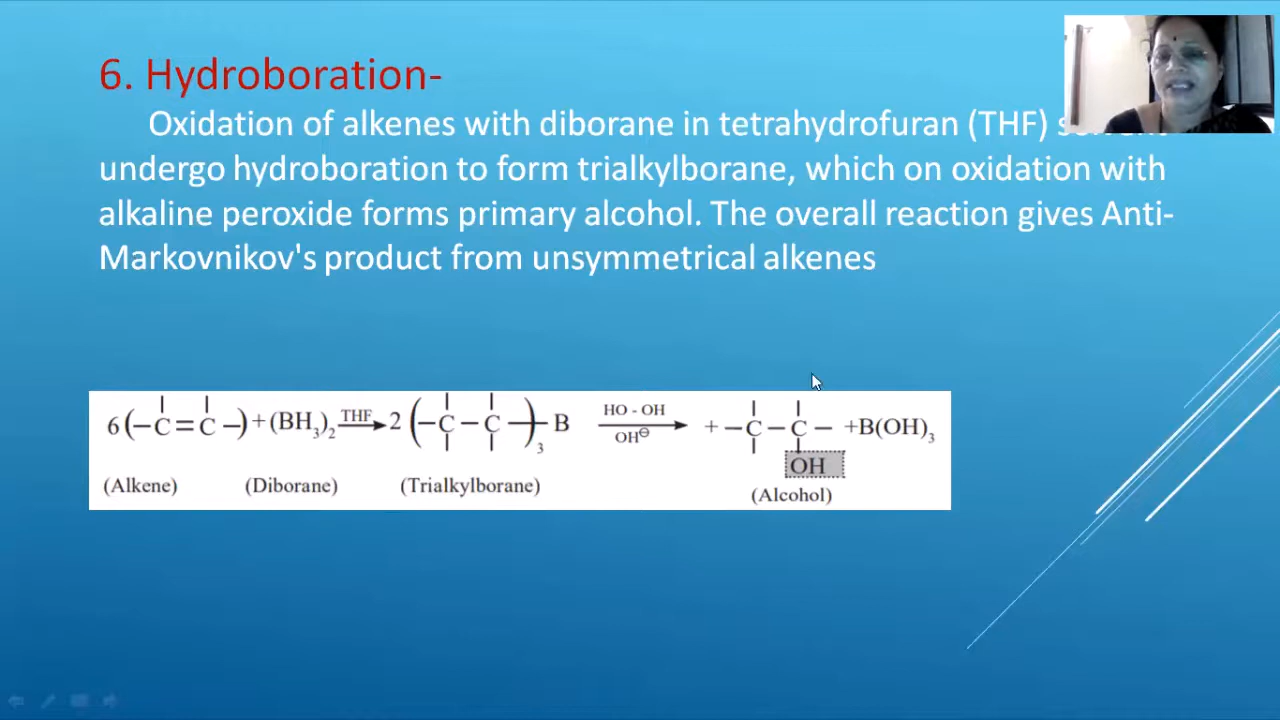 6. Hydroboration-
Oxidation of alkenes with diborane in tetrahydrofuran (THF)
undergo hydroboration to form trialkylborane, which on oxidation with
alkaline peroxide forms primary alcohol. The overall reaction gives Anti-
Markovnikov's product from unsymmetrical alkenes
6(–C=C–)+(BH₃)₂ THF 2(–C–C–)₃B HO - OH OH⊖ +–C–C– +B(OH)₃
OH
(Alkene) (Diborane) (Trialkylborane) (Alcohol)